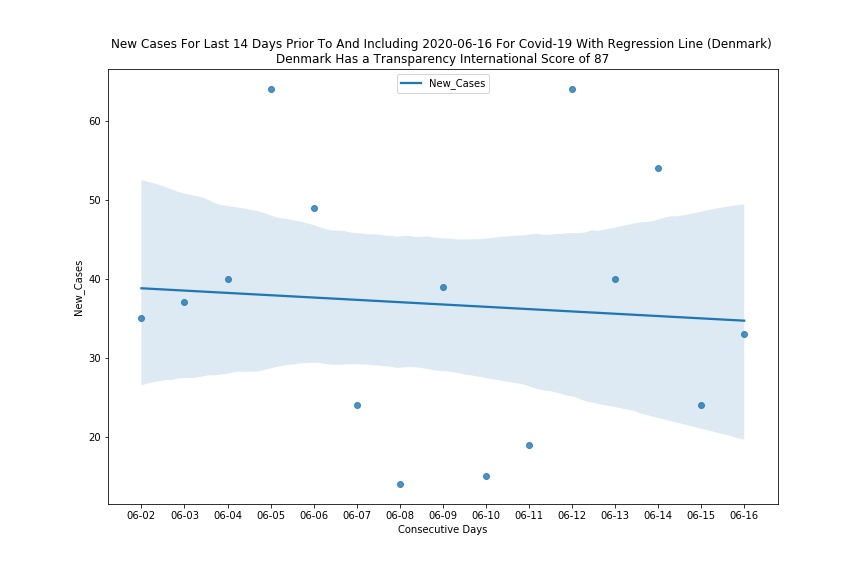 New Cases For Last 14 Days Prior To And Including 2020-06-16 For Covid-19 With Regression Line (Denmark)
Denmark Has a Transparency International Score of 87
New_Cases
60
50
40
30
20
New_Cases
06-02 06-03 06-04 06-05 06-06 06-07 06-08 06-09 06-10 06-11 06-12 06-13 06-14 06-15 06-16
Consecutive Days